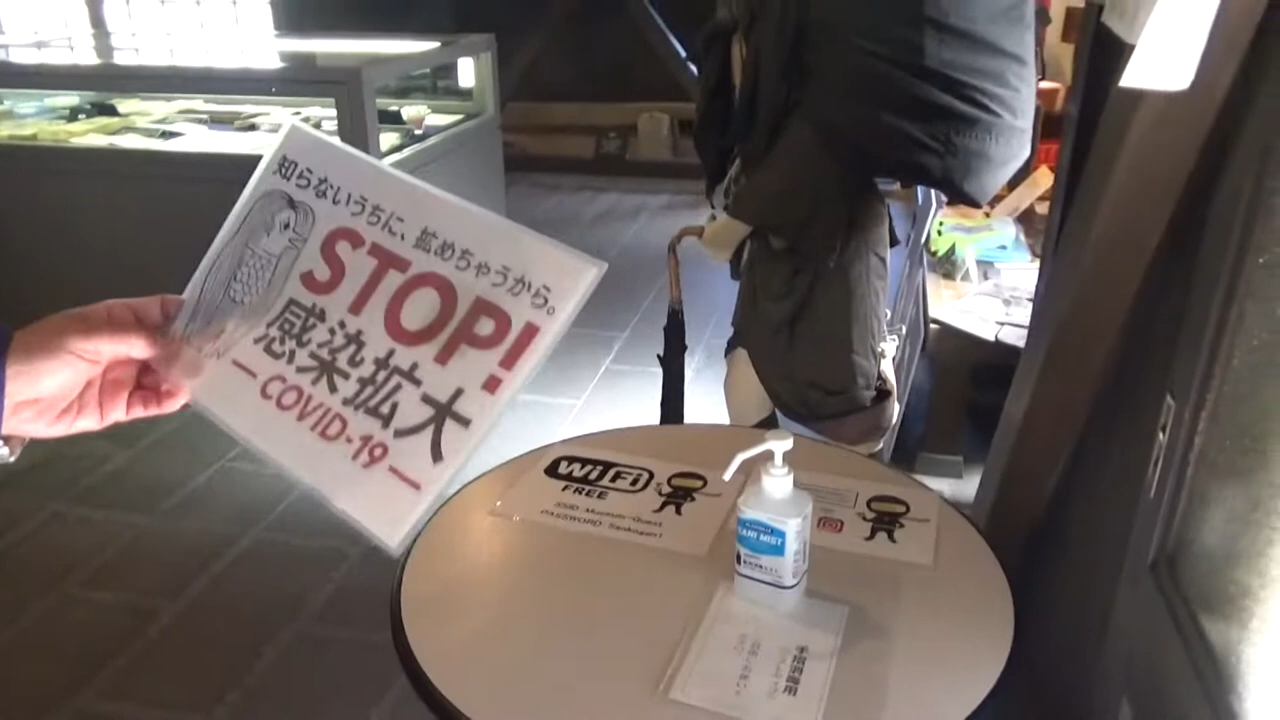 知らないうちに、拡めちゃうから。
STOP!
感染拡大
— COVID-19 —
WiFi
FREE
SSID:
PASSWORD:
SANI MIST
手指消毒用